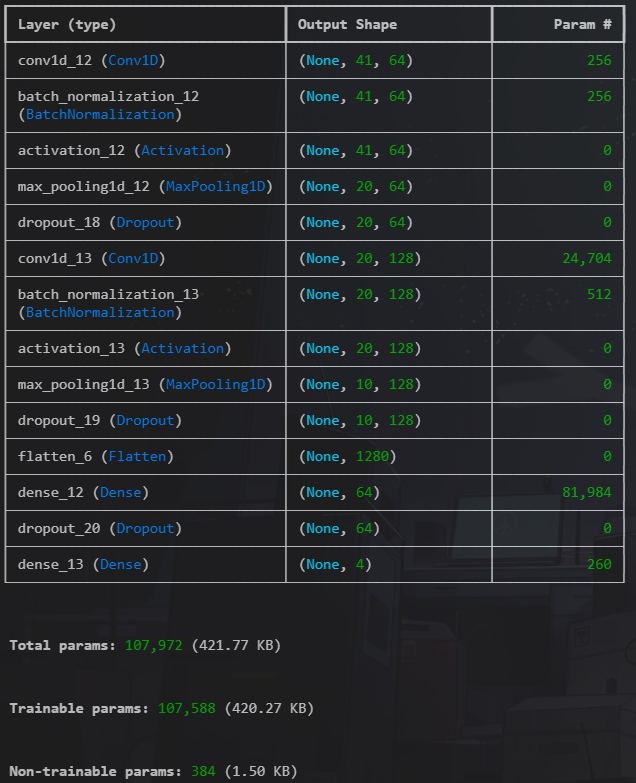 Layer (type) Output Shape Param #
conv1d_12 (Conv1D) (None, 41, 64) 256
batch_normalization_12 (None, 41, 64) 256
(BatchNormalization)
activation_12 (Activation) (None, 41, 64) 0
max_pooling1d_12 (MaxPooling1D) (None, 20, 64) 0
dropout_18 (Dropout) (None, 20, 64) 0
conv1d_13 (Conv1D) (None, 20, 128) 24,704
batch_normalization_13 (None, 20, 128) 512
(BatchNormalization)
activation_13 (Activation) (None, 20, 128) 0
max_pooling1d_13 (MaxPooling1D) (None, 10, 128) 0
dropout_19 (Dropout) (None, 10, 128) 0
flatten_6 (Flatten) (None, 1280) 0
dense_12 (Dense) (None, 64) 81,984
dropout_20 (Dropout) (None, 64) 0
dense_13 (Dense) (None, 4) 260
Total params: 107,972 (421.77 KB)
Trainable params: 107,588 (420.27 KB)
Non-trainable params: 384 (1.50 KB)